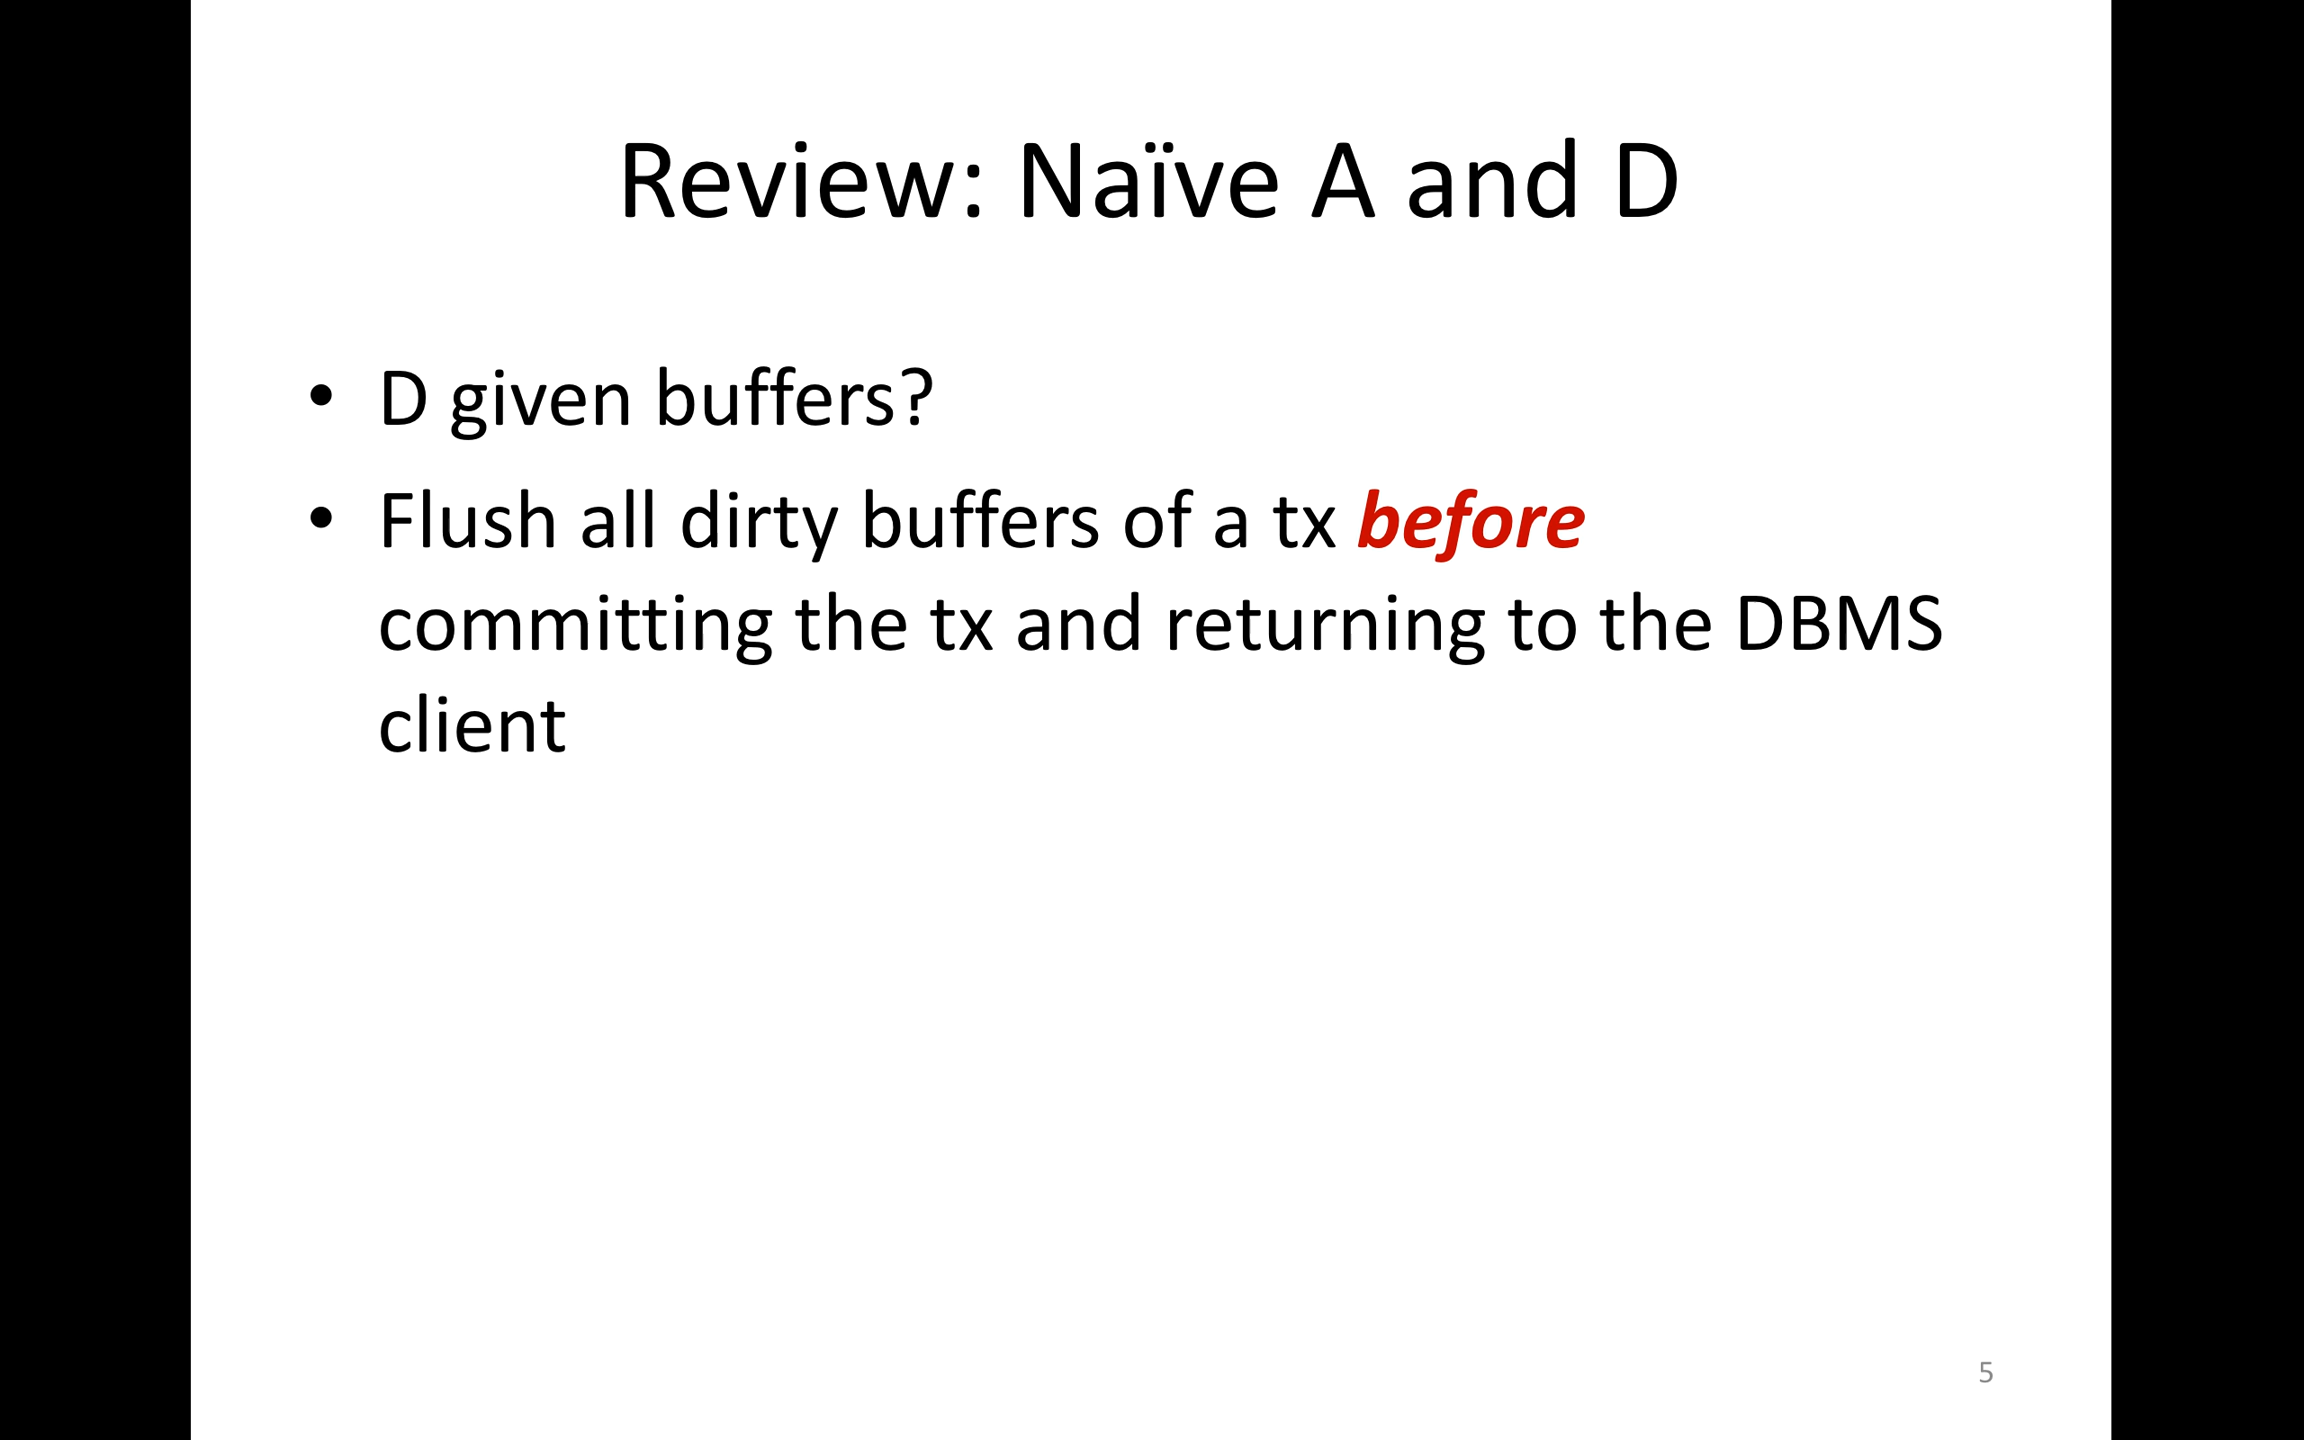 Review: Naïve A and D
• D given buffers?
• Flush all dirty buffers of a tx before
committing the tx and returning to the DBMS
client
5